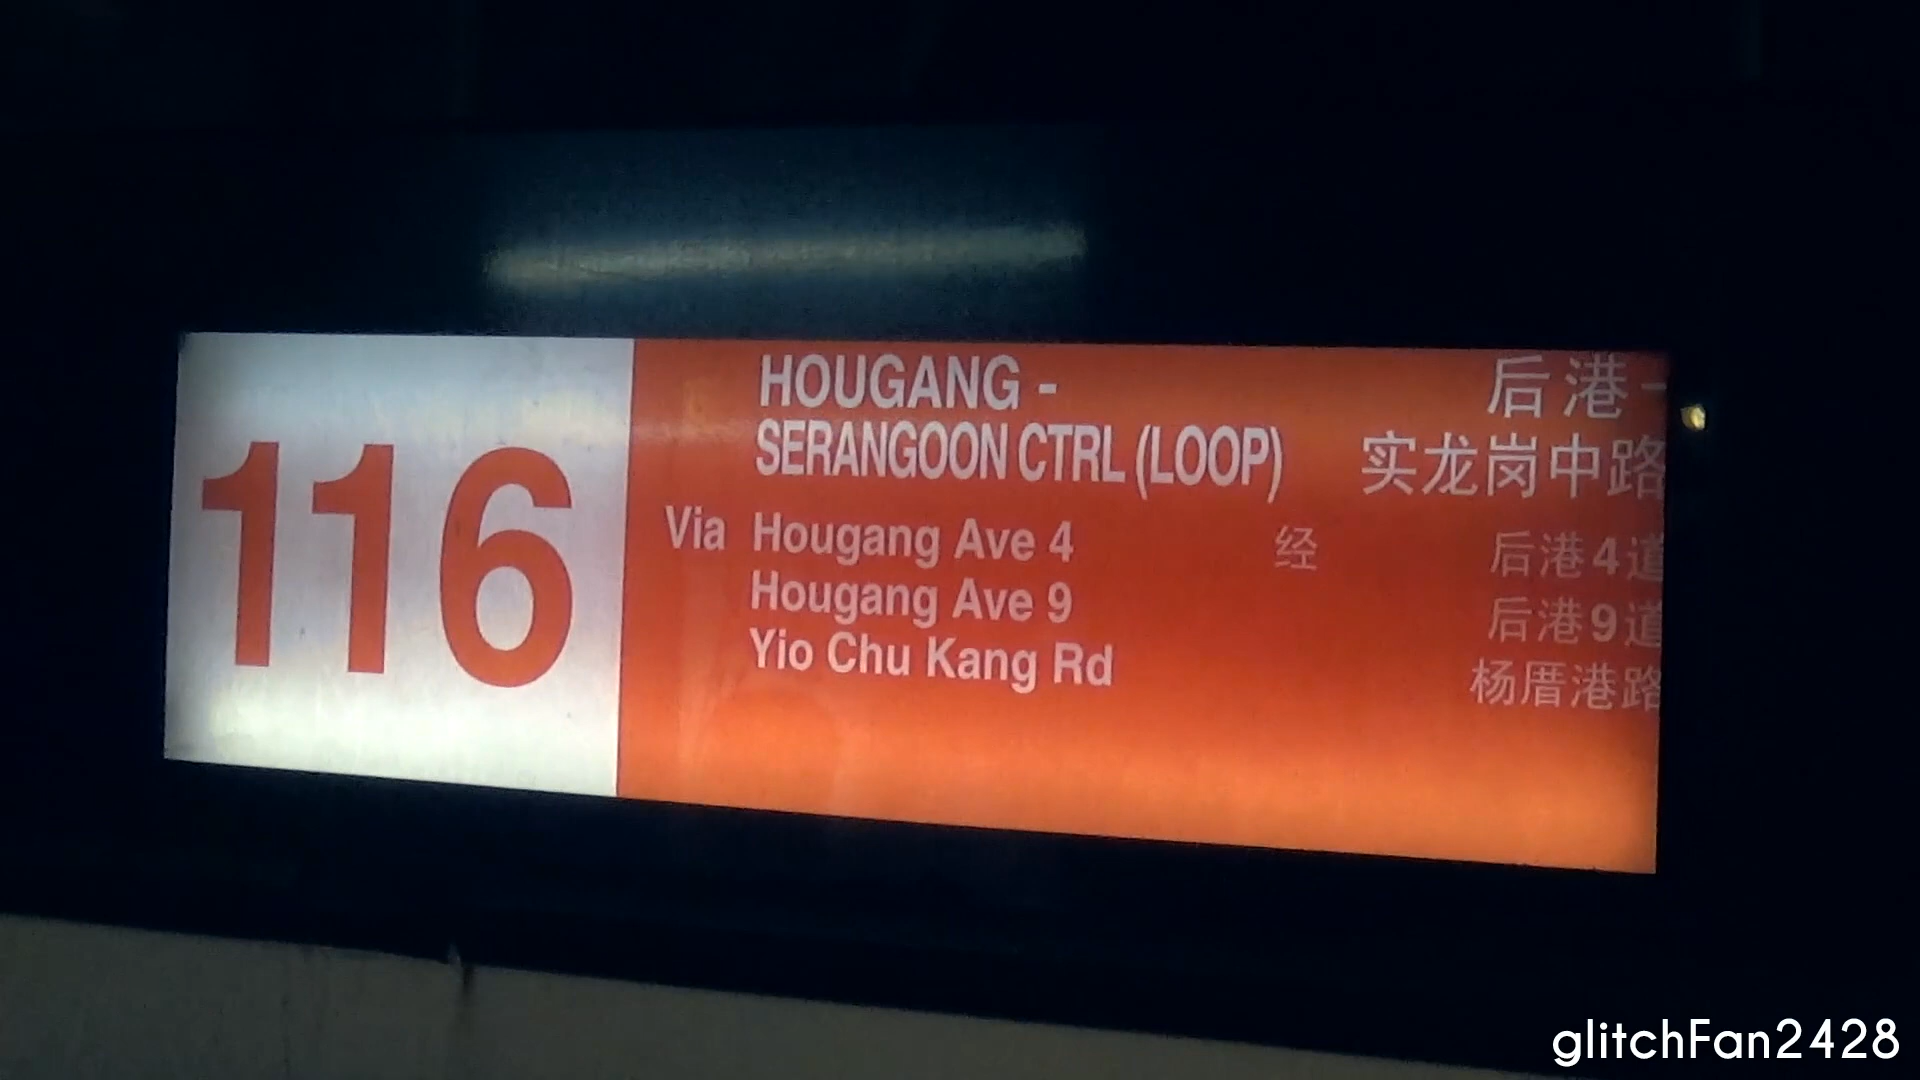 116
HOUGANG -
SERANGOON CTRL (LOOP)
Via Hougang Ave 4
Hougang Ave 9
Yio Chu Kang Rd
后港-
实龙岗中路
经 后港4道
后港9道
杨厝港路
glitchFan2428